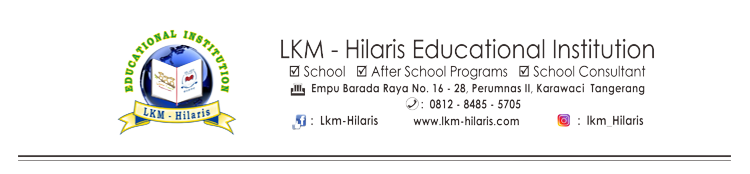 EDUCATIONAL INSTITUTION
LKM - Hilaris
LKM - Hilaris Educational Institution
☑ School ☑ After School Programs ☑ School Consultant
Empu Barada Raya No. 16 - 28, Perumnas II, Karawaci Tangerang
: 0812 - 8485 - 5705
: Lkm-Hilaris www.lkm-hilaris.com : lkm_Hilaris